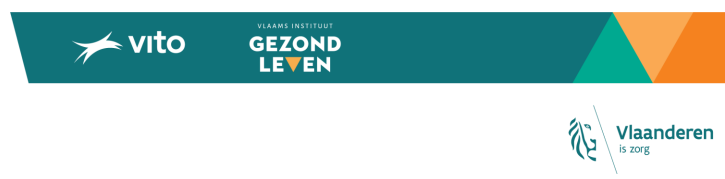 vito
VLAAMS INSTITUUT
GEZOND
LEVEN
Vlaanderen
is zorg